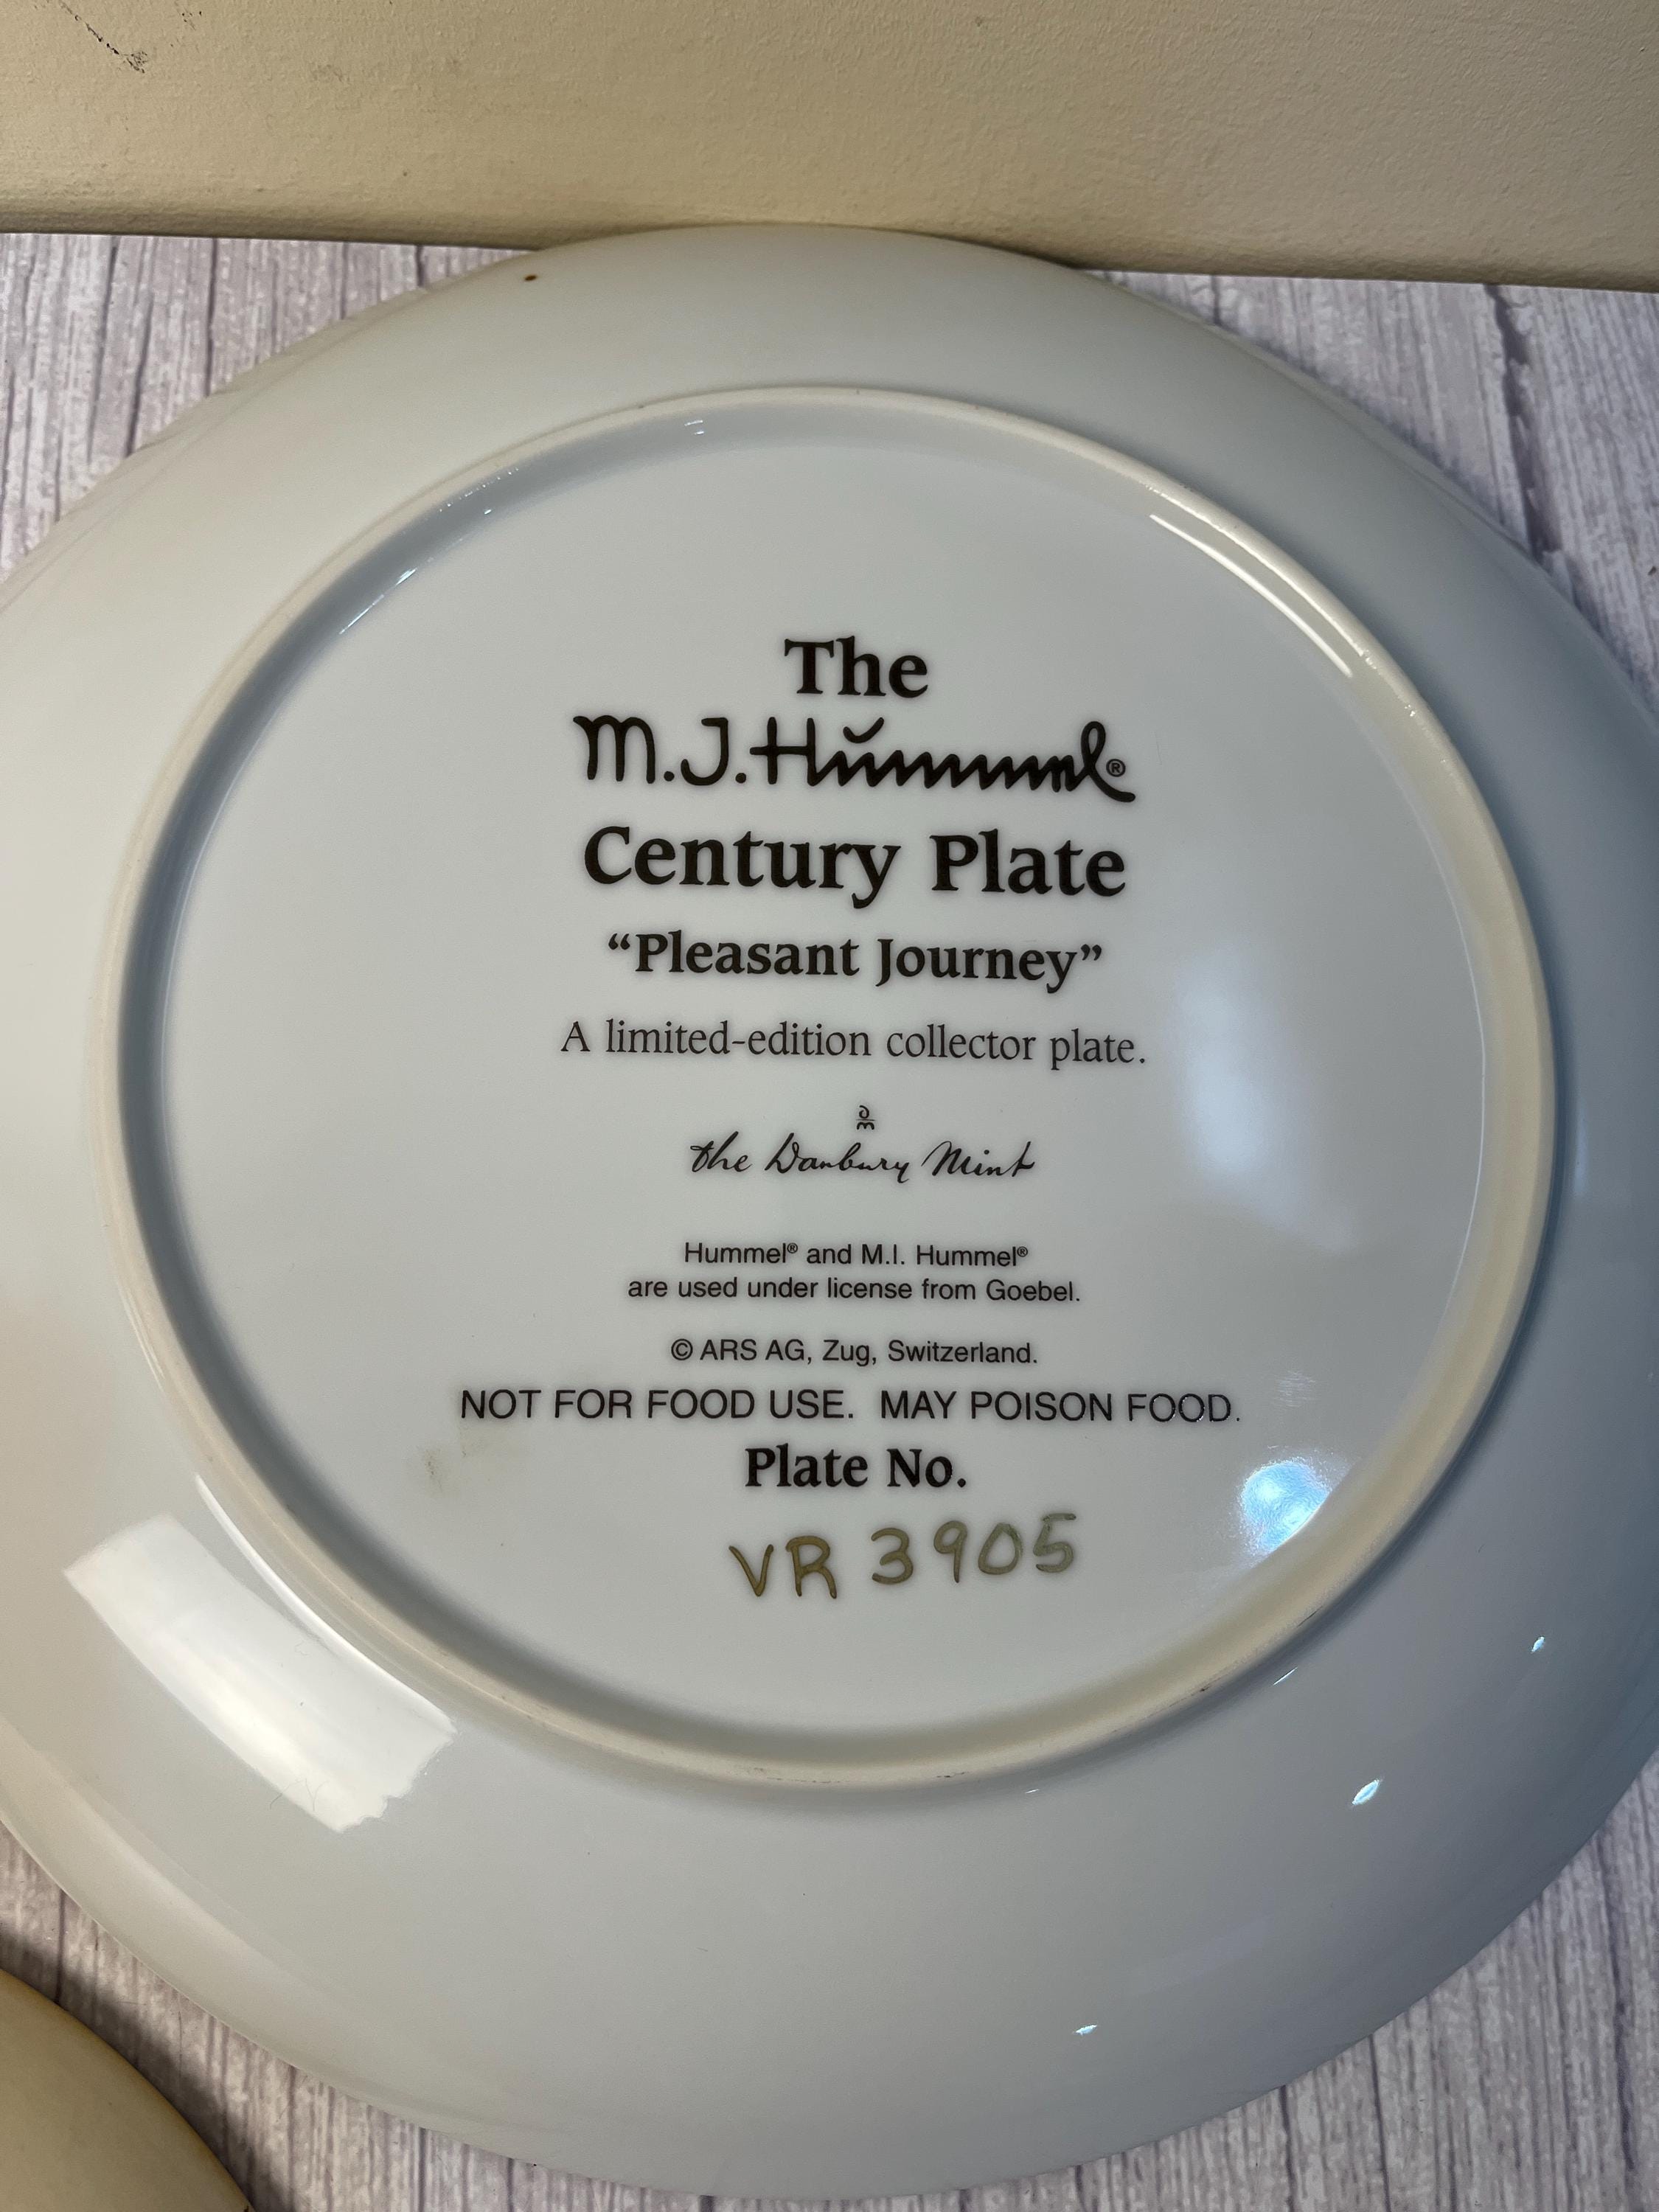 The
M.J. Hummel®
Century Plate
“Pleasant Journey”
A limited-edition collector plate.
dm
the Danbury Mint
Hummel® and M.I. Hummel®
are used under license from Goebel.
© ARS AG, Zug, Switzerland.
NOT FOR FOOD USE. MAY POISON FOOD.
Plate No.
VR 3905